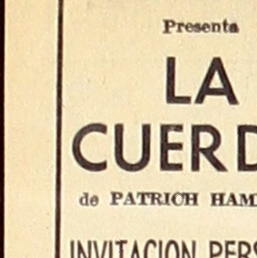 Presenta
LA
CUERD
de PATRICH HAM
INVITACION PERS